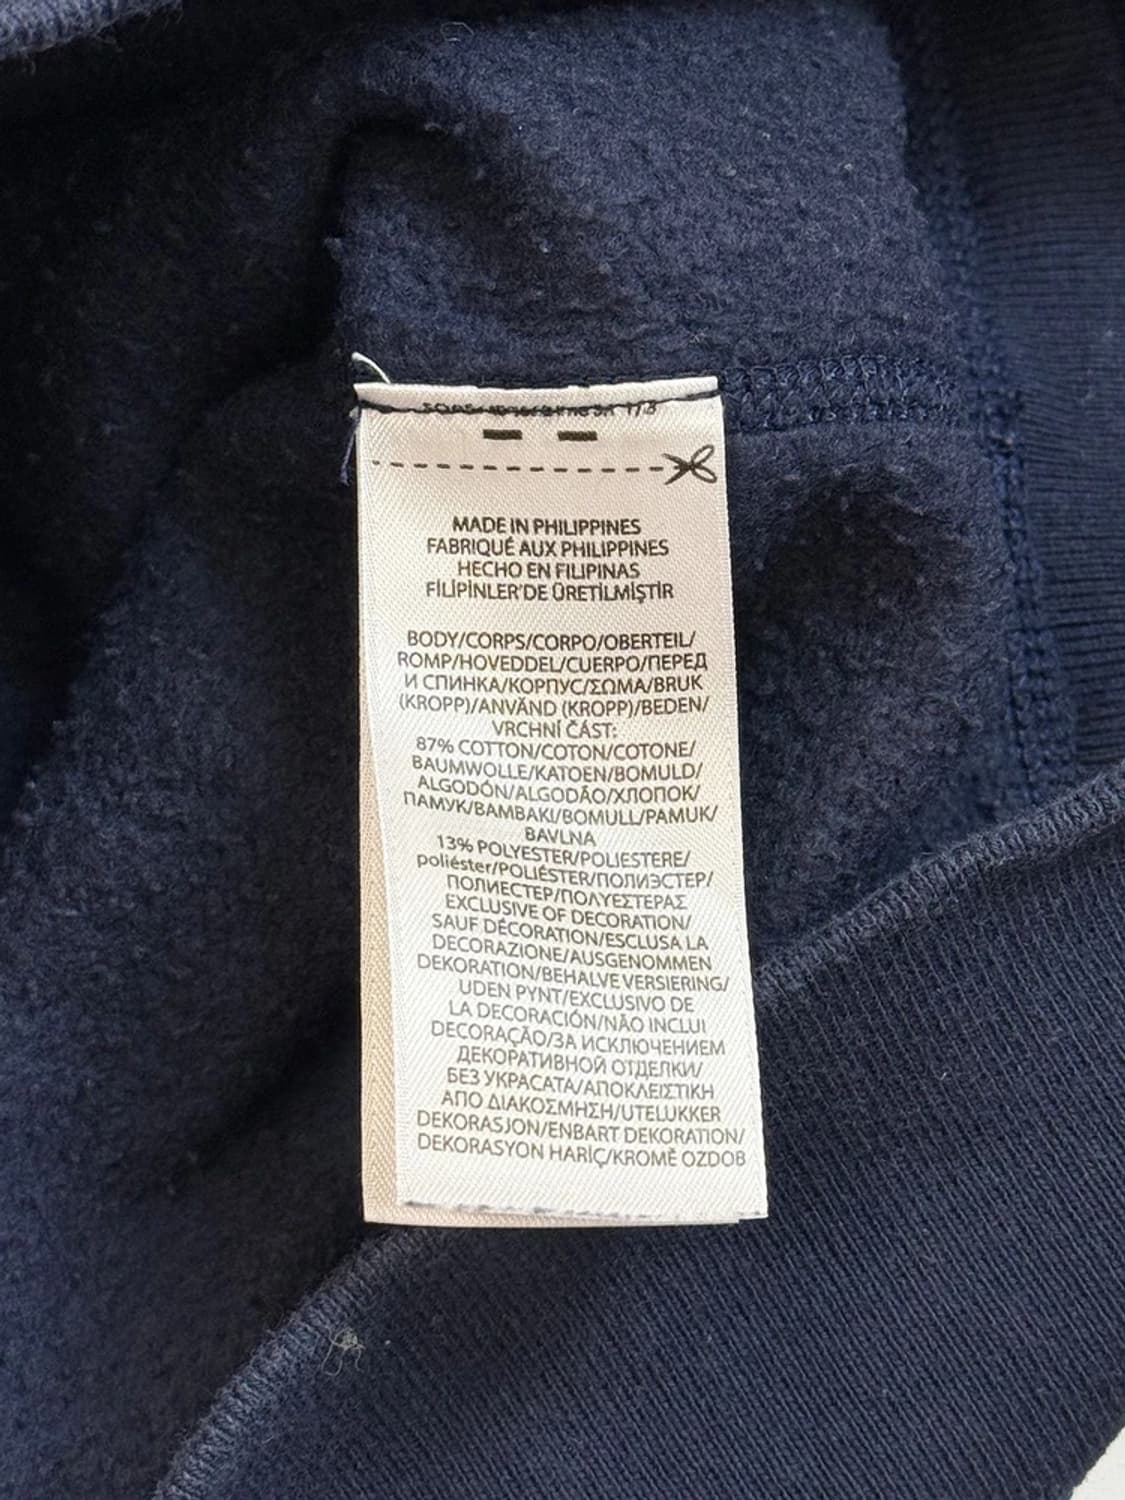 MADE IN PHILIPPINES
FABRIQUÉ AUX PHILIPPINES
HECHO EN FILIPINAS
FİLİPİNLER'DE ÜRETİLMİŞTİR
BODY/CORPS/CORPO/OBERTEIL/
ROMP/HOVEDDEL/CUERPO/ПЕРЕД
И СПИНКА/КОРПУС/ΣΩΜΑ/BRUK
(KROPP)/ANVÄND (KROPP)/BEDEN/
VRCHNÍ ČÁST:
87% COTTON/COTON/COTONE/
BAUMWOLLE/KATOEN/BOMULD/
ALGODÓN/ALGODÃO/ХЛОПОК/
ПАМУК/ΒΑΜΒΑΚΙ/BOMULL/PAMUK/
BAVLNA
13% POLYESTER/POLIESTERE/
poliéster/POLIÉSTER/ПОЛИЭСТЕР/
ПОЛИЕСТЕР/ΠΟΛΥΕΣΤΕΡΑΣ
EXCLUSIVE OF DECORATION/
SAUF DÉCORATION/ESCLUSA LA
DECORAZIONE/AUSGENOMMEN
DEKORATION/BEHALVE VERSIERING/
UDEN PYNT/EXCLUSIVO DE
LA DECORACIÓN/NÃO INCLUI
DECORAÇÃO/ЗА ИСКЛЮЧЕНИЕМ
ДЕКОРАТИВНОЙ ОТДЕЛКИ/
БЕЗ УКРАСАТА/ΑΠΟΚΛΕΙΣΤΙΚΗ
ΑΠΟ ΔΙΑΚΟΣΜΗΣΗ/UTELUKKER
DEKORASJON/ENBART DEKORATION/
DEKORASYON HARİÇ/KROMĚ OZDOB